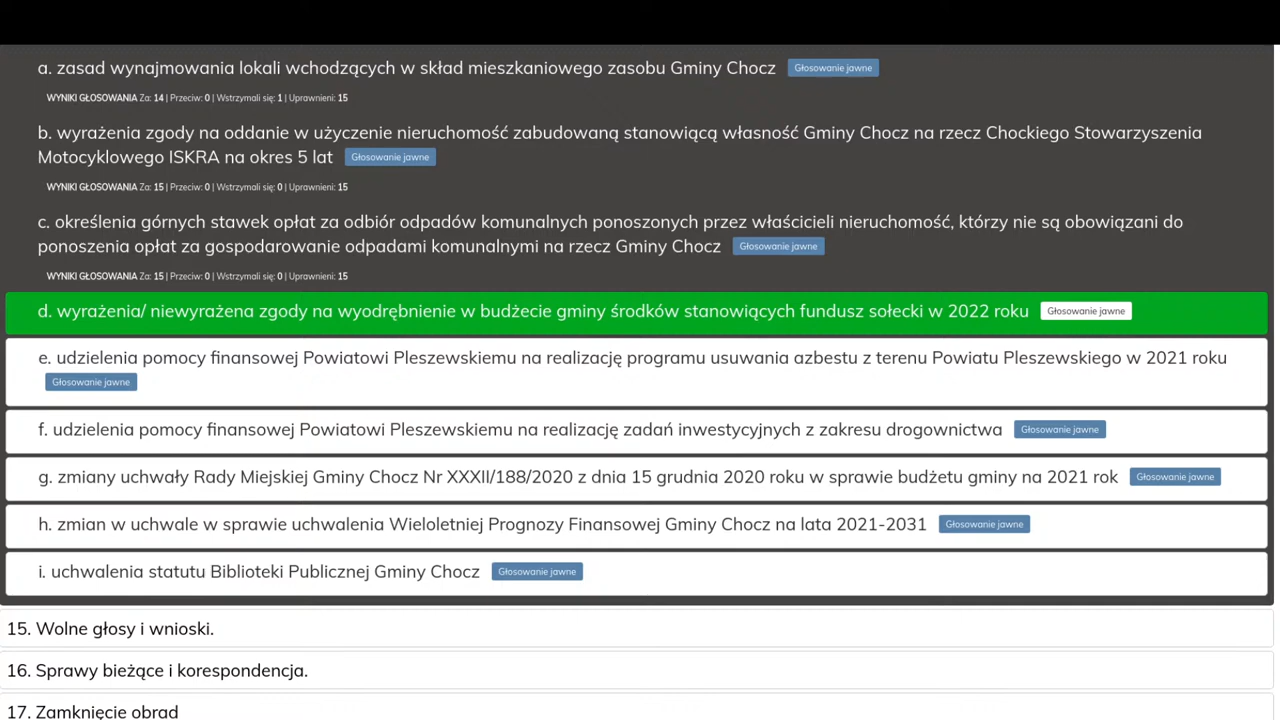 a. zasad wynajmowania lokali wchodzących w skład mieszkaniowego zasobu Gminy Chocz Głosowanie jawne
WYNIKI GŁOSOWANIA Za: 14 | Przeciw: 0 | Wstrzymali się: 1 | Uprawnieni: 15
b. wyrażenia zgody na oddanie w użyczenie nieruchomość zabudowaną stanowiącą własność Gminy Chocz na rzecz Chockiego Stowarzyszenia
Motocyklowego ISKRA na okres 5 lat Głosowanie jawne
WYNIKI GŁOSOWANIA Za: 15 | Przeciw: 0 | Wstrzymali się: 0 | Uprawnieni: 15
c. określenia górnych stawek opłat za odbiór odpadów komunalnych ponoszonych przez właścicieli nieruchomość, którzy nie są obowiązani do
ponoszenia opłat za gospodarowanie odpadami komunalnymi na rzecz Gminy Chocz Głosowanie jawne
WYNIKI GŁOSOWANIA Za: 15 | Przeciw: 0 | Wstrzymali się: 0 | Uprawnieni: 15
d. wyrażenia/ niewyrażena zgody na wyodrębnienie w budżecie gminy środków stanowiących fundusz sołecki w 2022 roku Głosowanie jawne
e. udzielenia pomocy finansowej Powiatowi Pleszewskiemu na realizację programu usuwania azbestu z terenu Powiatu Pleszewskiego w 2021 roku
Głosowanie jawne
f. udzielenia pomocy finansowej Powiatowi Pleszewskiemu na realizację zadań inwestycyjnych z zakresu drogownictwa Głosowanie jawne
g. zmiany uchwały Rady Miejskiej Gminy Chocz Nr XXXII/188/2020 z dnia 15 grudnia 2020 roku w sprawie budżetu gminy na 2021 rok Głosowanie jawne
h. zmian w uchwale w sprawie uchwalenia Wieloletniej Prognozy Finansowej Gminy Chocz na lata 2021-2031 Głosowanie jawne
i. uchwalenia statutu Biblioteki Publicznej Gminy Chocz Głosowanie jawne
15. Wolne głosy i wnioski.
16. Sprawy bieżące i korespondencja.
17. Zamknięcie obrad